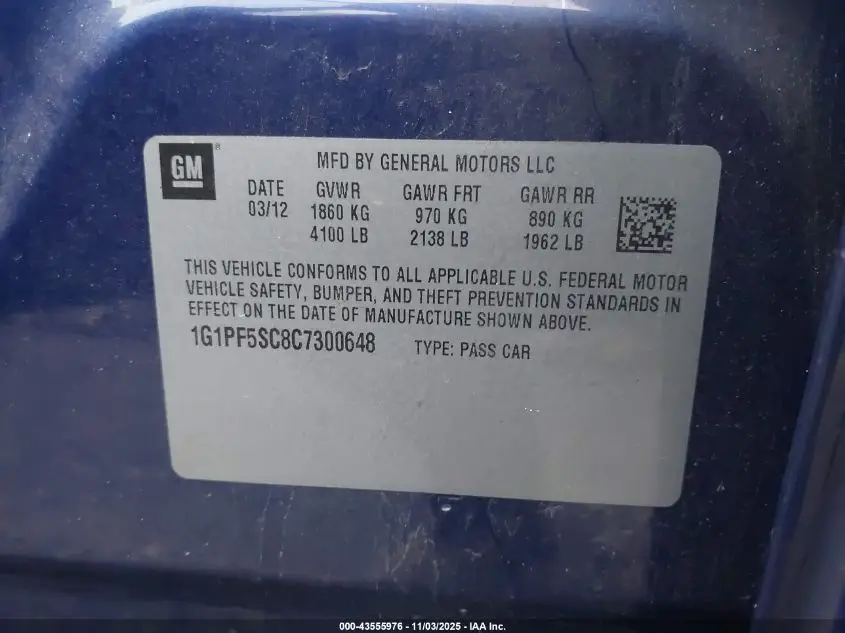 GM
MFD BY GENERAL MOTORS LLC
DATE GVWR GAWR FRT GAWR RR
03/12 1860 KG 970 KG 890 KG
4100 LB 2138 LB 1962 LB
THIS VEHICLE CONFORMS TO ALL APPLICABLE U.S. FEDERAL MOTOR
VEHICLE SAFETY, BUMPER, AND THEFT PREVENTION STANDARDS IN
EFFECT ON THE DATE OF MANUFACTURE SHOWN ABOVE.
1G1PF5SC8C7300648 TYPE: PASS CAR
000-43555976 - 11/03/2025 - IAA Inc.